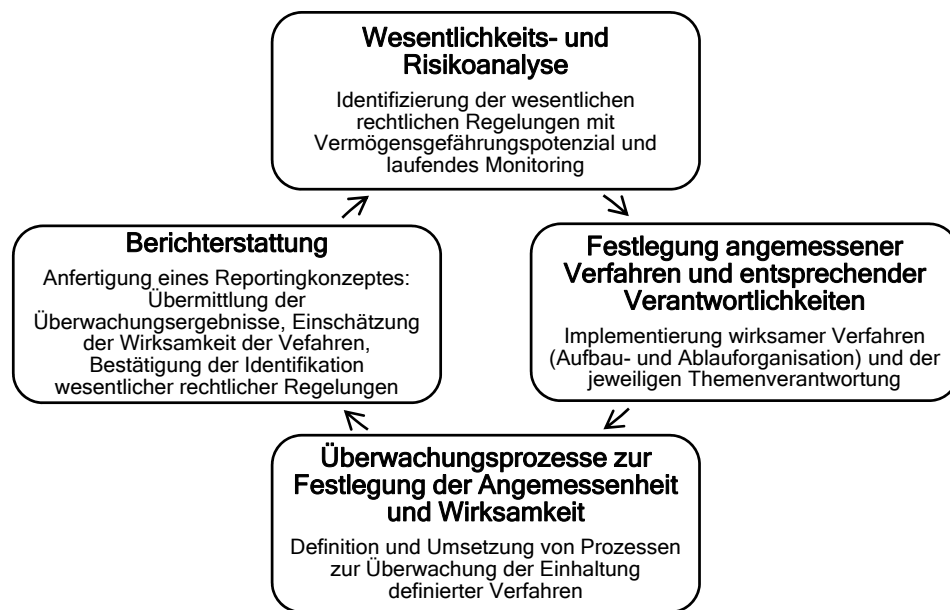 Wesentlichkeits- und
Risikoanalyse
Identifizierung der wesentlichen
rechtlichen Regelungen mit
Vermögensgefährdungspotenzial und
laufendes Monitoring
Berichterstattung
Anfertigung eines Reportingkonzeptes:
Übermittlung der
Überwachungsergebnisse, Einschätzung
der Wirksamkeit der Vefahren,
Bestätigung der Identifikation
wesentlicher rechtlicher Regelungen
Festlegung angemessener
Verfahren und entsprechender
Verantwortlichkeiten
Implementierung wirksamer Verfahren
(Aufbau- und Ablauforganisation) und der
jeweiligen Themenverantwortung
Überwachungsprozesse zur
Festlegung der Angemessenheit
und Wirksamkeit
Definition und Umsetzung von Prozessen
zur Überwachung der Einhaltung
definierter Verfahren